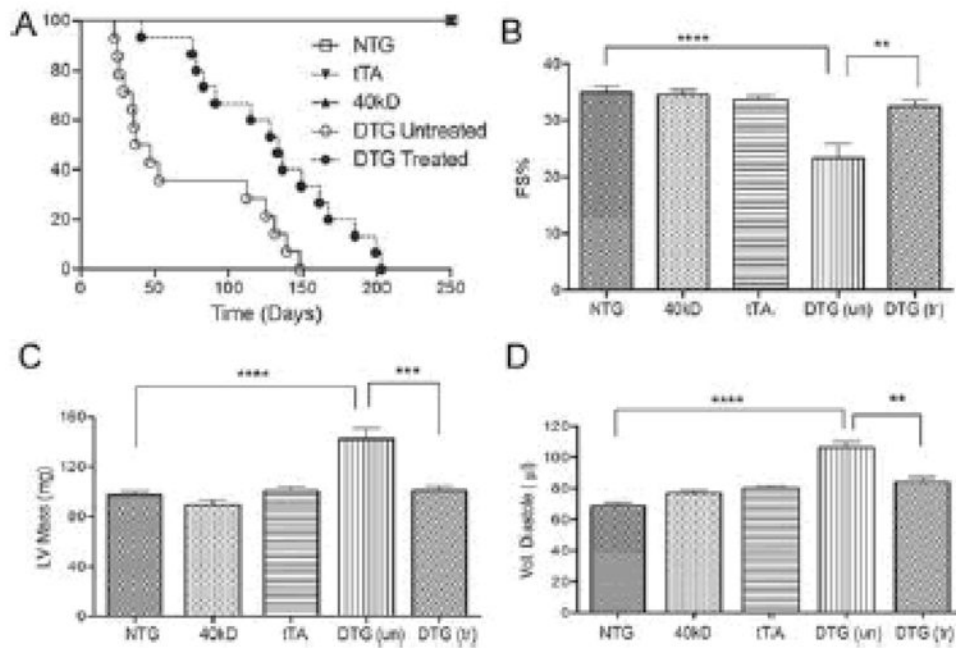 A
100
80
60
40
20
0
0
50
100
150
200
250
Time (Days)
NTG
tTA
40kD
DTG Untreated
DTG Treated
B
****
**
40
30
20
10
0
FS%
NTG
40kD
tTA
DTG (un)
DTG (tr)
C
****
***
160
120
80
40
0
LV Mass (mg)
NTG
40kD
tTA
DTG (un)
DTG (tr)
D
****
**
120
100
80
60
40
20
0
Vol. Diastole ( μl)
NTG
40kD
tTA
DTG (un)
DTG (tr)